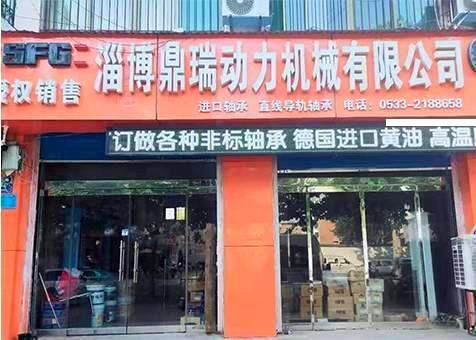 SFG
淄博鼎瑞动力机械有限公司
授权销售
进口轴承 直线导轨轴承 电话：0533-2188658
订做各种非标轴承 德国进口黄油 高温